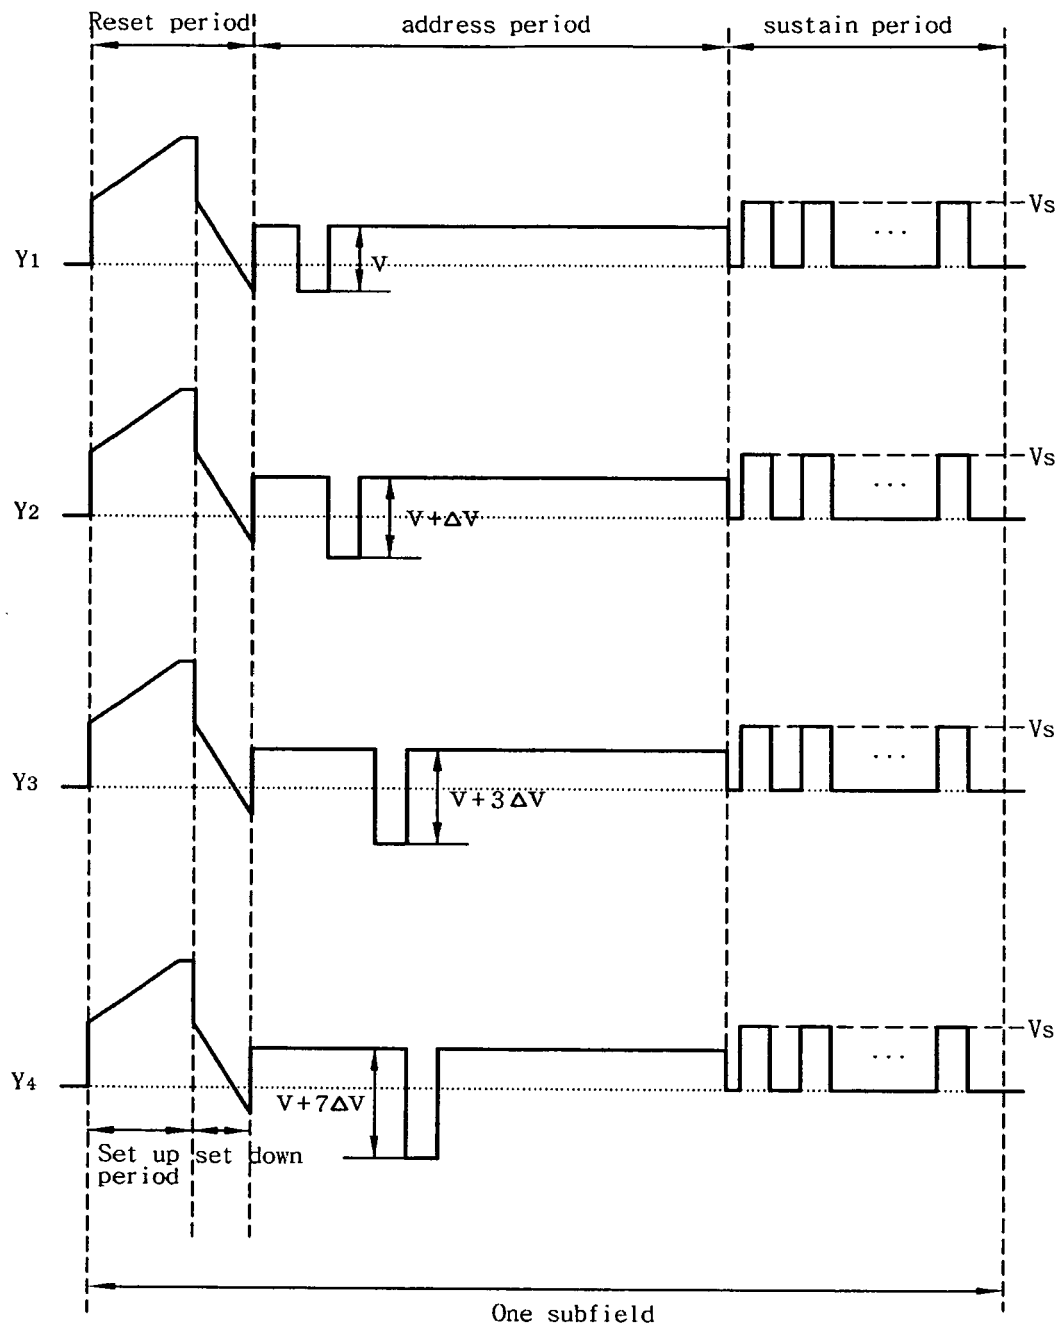 Reset period address period sustain period
Vs
Y1
V
...
Vs
Y2
V+ΔV
...
Vs
Y3
V+3ΔV
...
Vs
Y4
V+7ΔV
...
Set up set down
period
One subfield